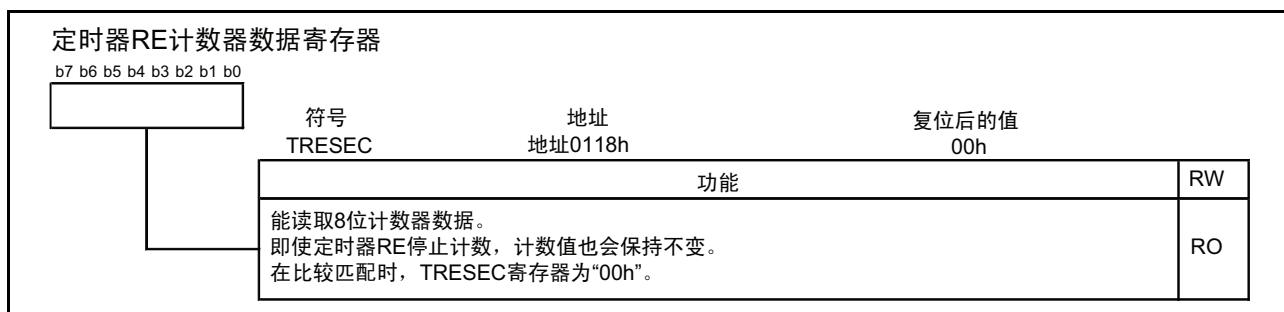 定时器RE计数器数据寄存器
b7 b6 b5 b4 b3 b2 b1 b0
符号 地址 复位后的值
TRESEC 地址0118h 00h
功能 RW
能读取8位计数器数据。
即使定时器RE停止计数，计数值也会保持不变。 RO
在比较匹配时，TRESEC寄存器为“00h”。